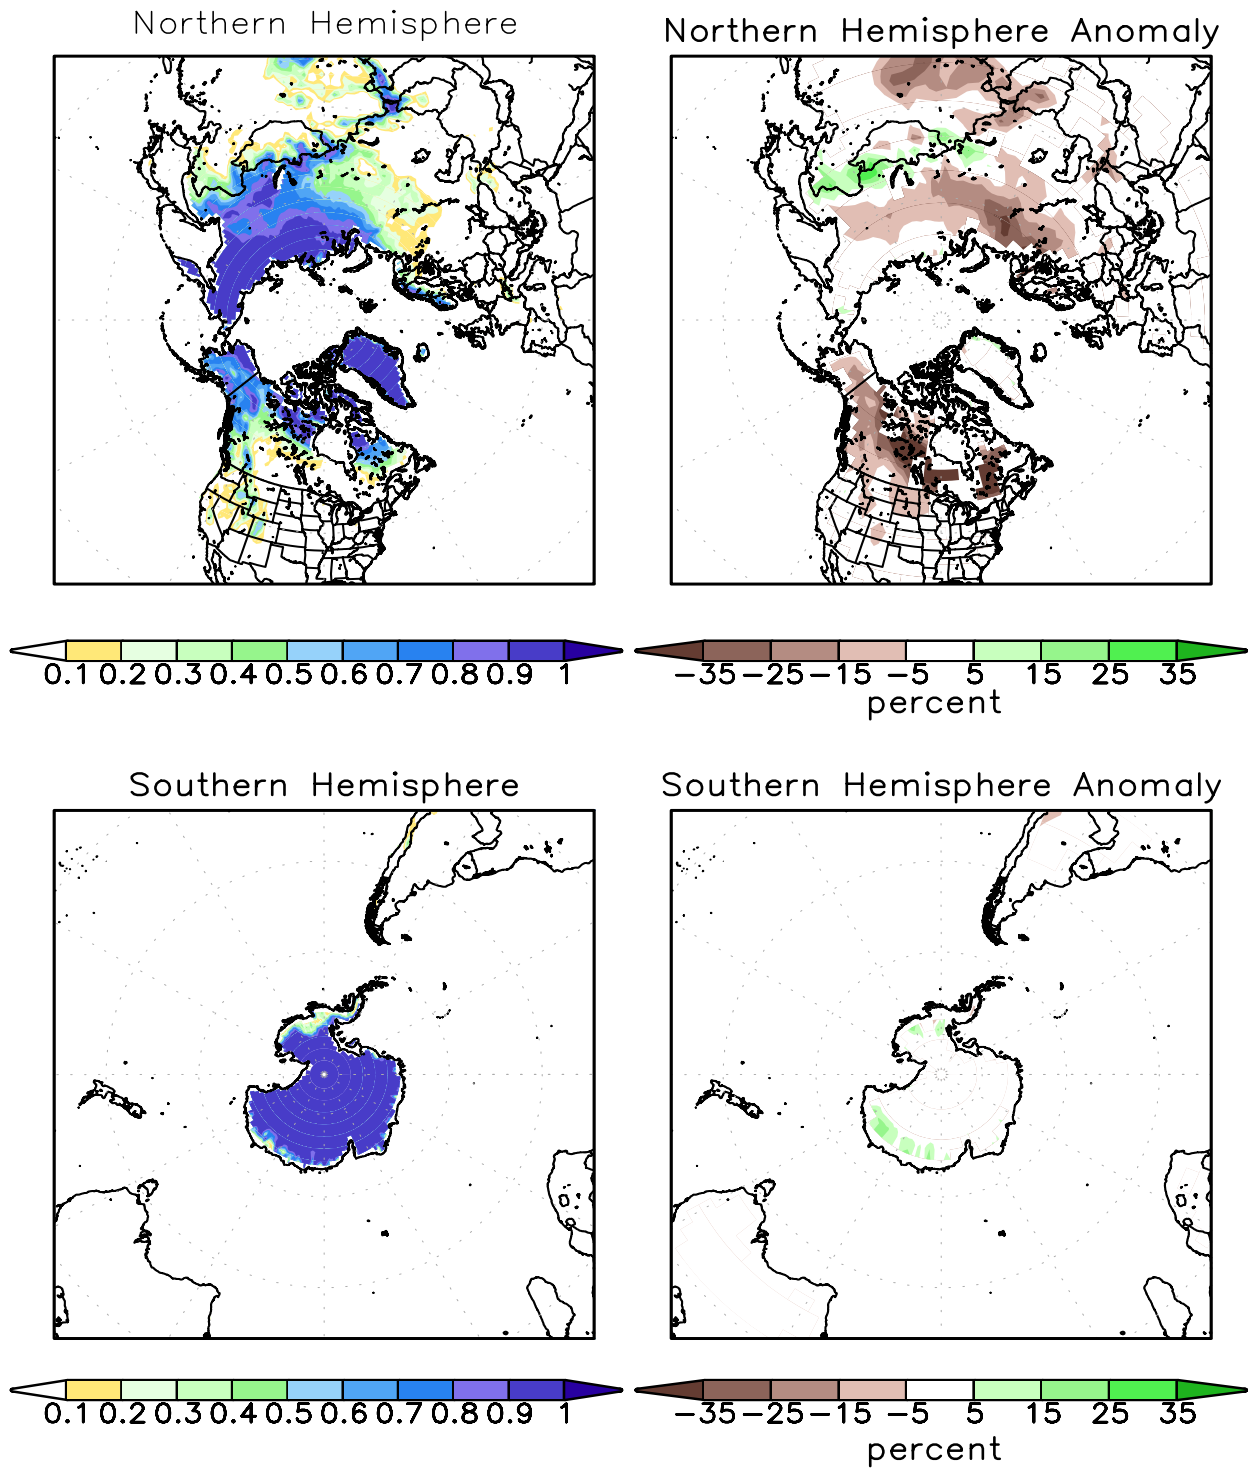 Northern Hemisphere
Northern Hemisphere Anomaly
0.1 0.2 0.3 0.4 0.5 0.6 0.7 0.8 0.9 1
-35 -25 -15 -5 5 15 25 35
percent
Southern Hemisphere
Southern Hemisphere Anomaly
0.1 0.2 0.3 0.4 0.5 0.6 0.7 0.8 0.9 1
-35 -25 -15 -5 5 15 25 35
percent